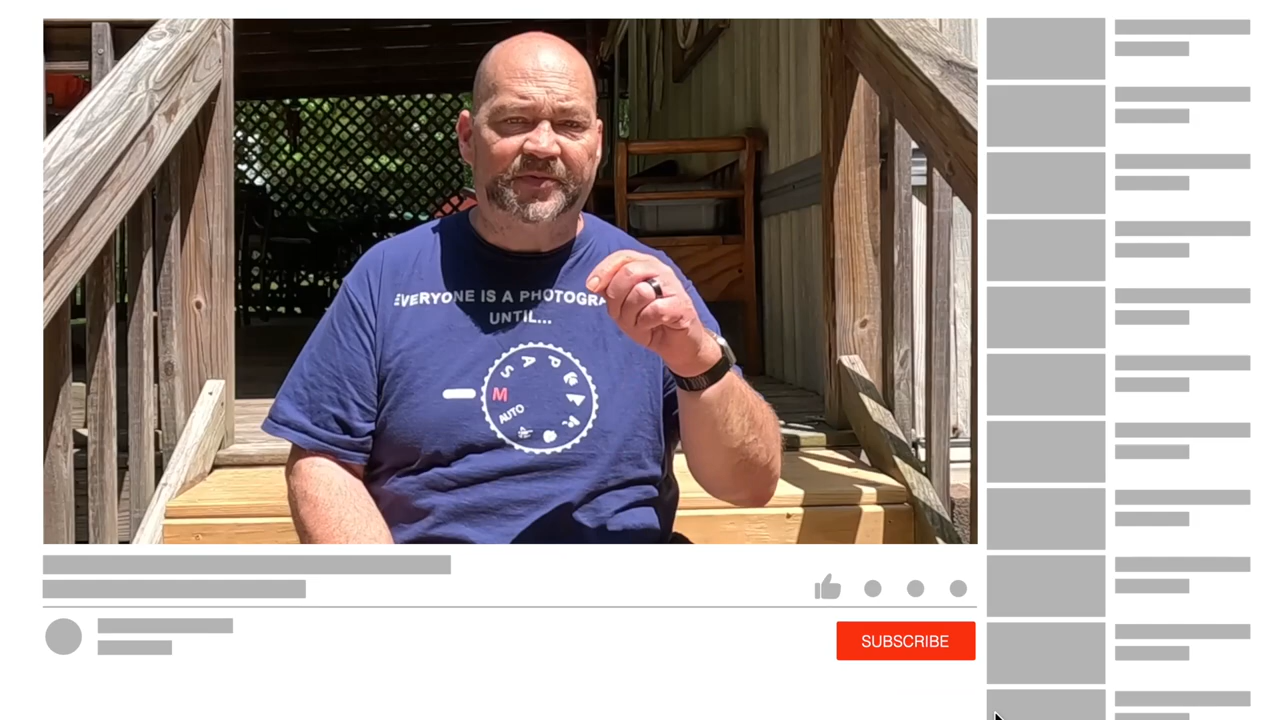 EVERYONE IS A PHOTOGRA
UNTIL...
S A P
M
AUTO
SUBSCRIBE